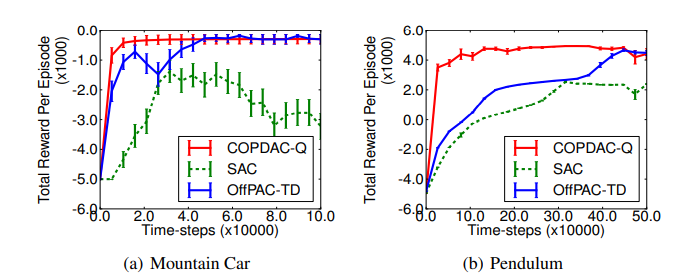 0.0
-1.0
-2.0
-3.0
-4.0
-5.0
-6.0
0.0 2.0 4.0 6.0 8.0 10.0
Total Reward Per Episode
(x1000)
Time-steps (x10000)
COPDAC-Q
SAC
OffPAC-TD
(a) Mountain Car
6.0
4.0
2.0
0.0
-2.0
-4.0
-6.0
0.0 10.0 20.0 30.0 40.0 50.0
Total Reward Per Episode
(x1000)
Time-steps (x10000)
COPDAC-Q
SAC
OffPAC-TD
(b) Pendulum